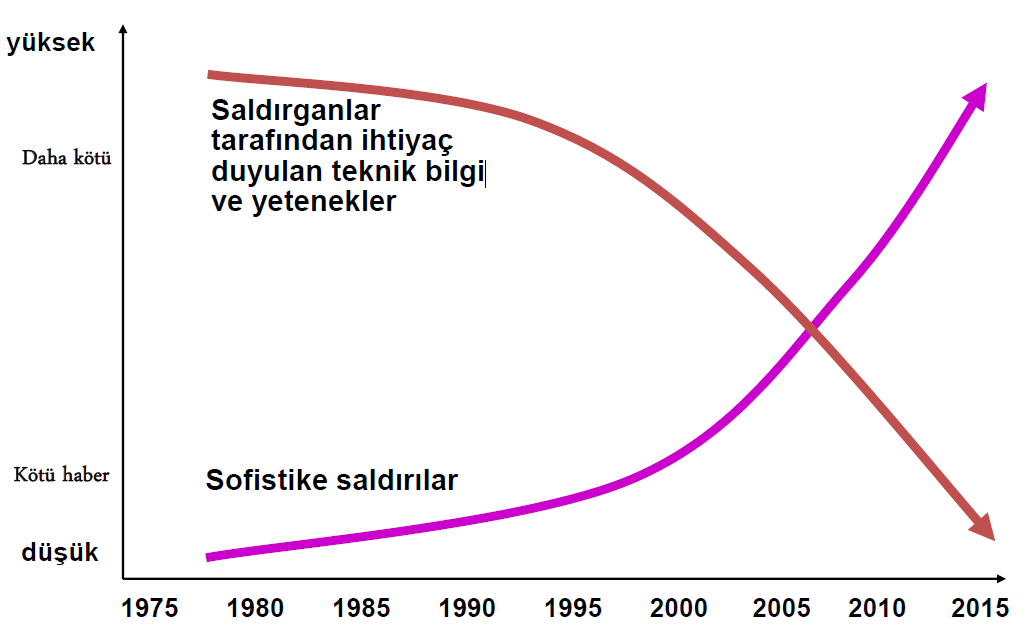 yüksek
Saldırganlar
tarafından ihtiyaç
Daha kötü
duyulan teknik bilgi
ve yetenekler
Kötü haber
Sofistike saldırılar
düşük
1975 1980 1985 1990 1995 2000 2005 2010 2015